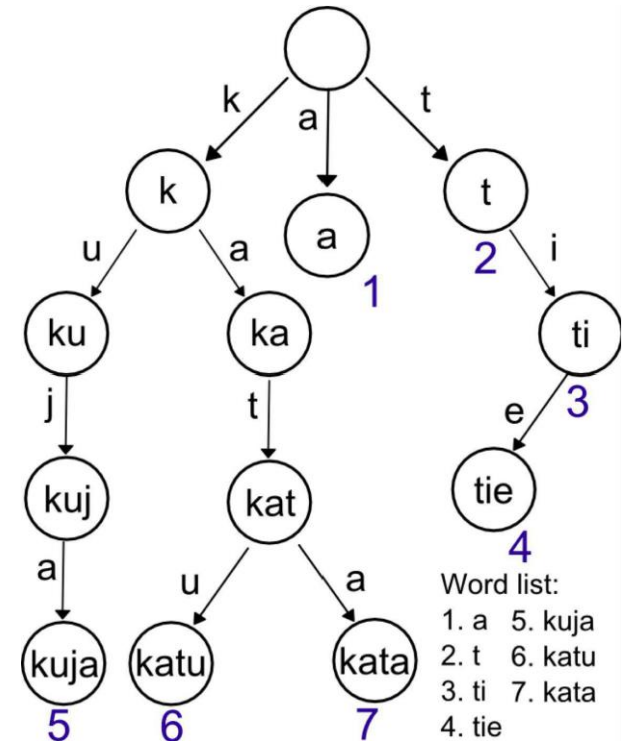 k
a
t
k
a
t
1
2
u
a
i
ku
ka
ti
3
j
t
e
kuj
kat
tie
4
a
u
a
Word list:
1. a 5. kuja
2. t 6. katu
3. ti 7. kata
4. tie
kuja
katu
kata
5
6
7